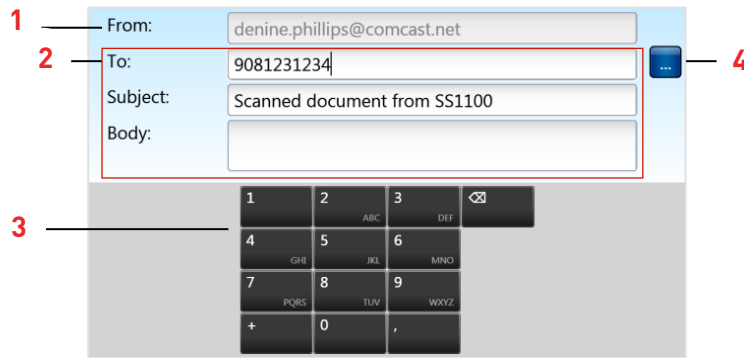 1 From: denine.phillips@comcast.net
2 To: 9081231234 ... 4
Subject: Scanned document from SS1100
Body:
3
1 2 ABC 3 DEF ⌫
4 GHI 5 JKL 6 MNO
7 PQRS 8 TUV 9 WXYZ
+ 0 ,